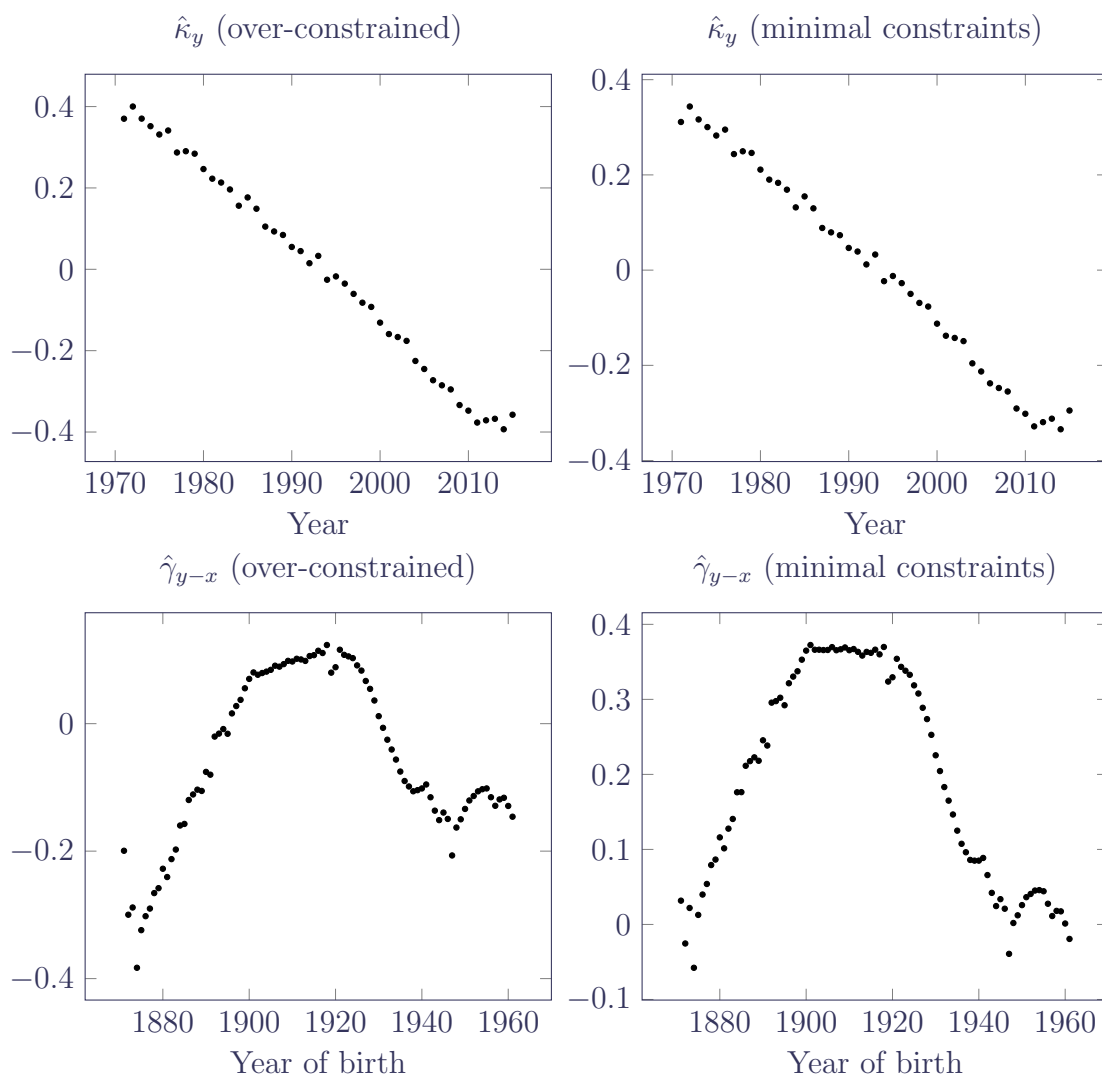 κ̂_y (over-constrained)
0.4
0.2
0
−0.2
−0.4
1970 1980 1990 2000 2010
Year
κ̂_y (minimal constraints)
0.4
0.2
0
−0.2
−0.4
1970 1980 1990 2000 2010
Year
γ̂_{y−x} (over-constrained)
0
−0.2
−0.4
1880 1900 1920 1940 1960
Year of birth
γ̂_{y−x} (minimal constraints)
0.4
0.3
0.2
0.1
0
−0.1
1880 1900 1920 1940 1960
Year of birth